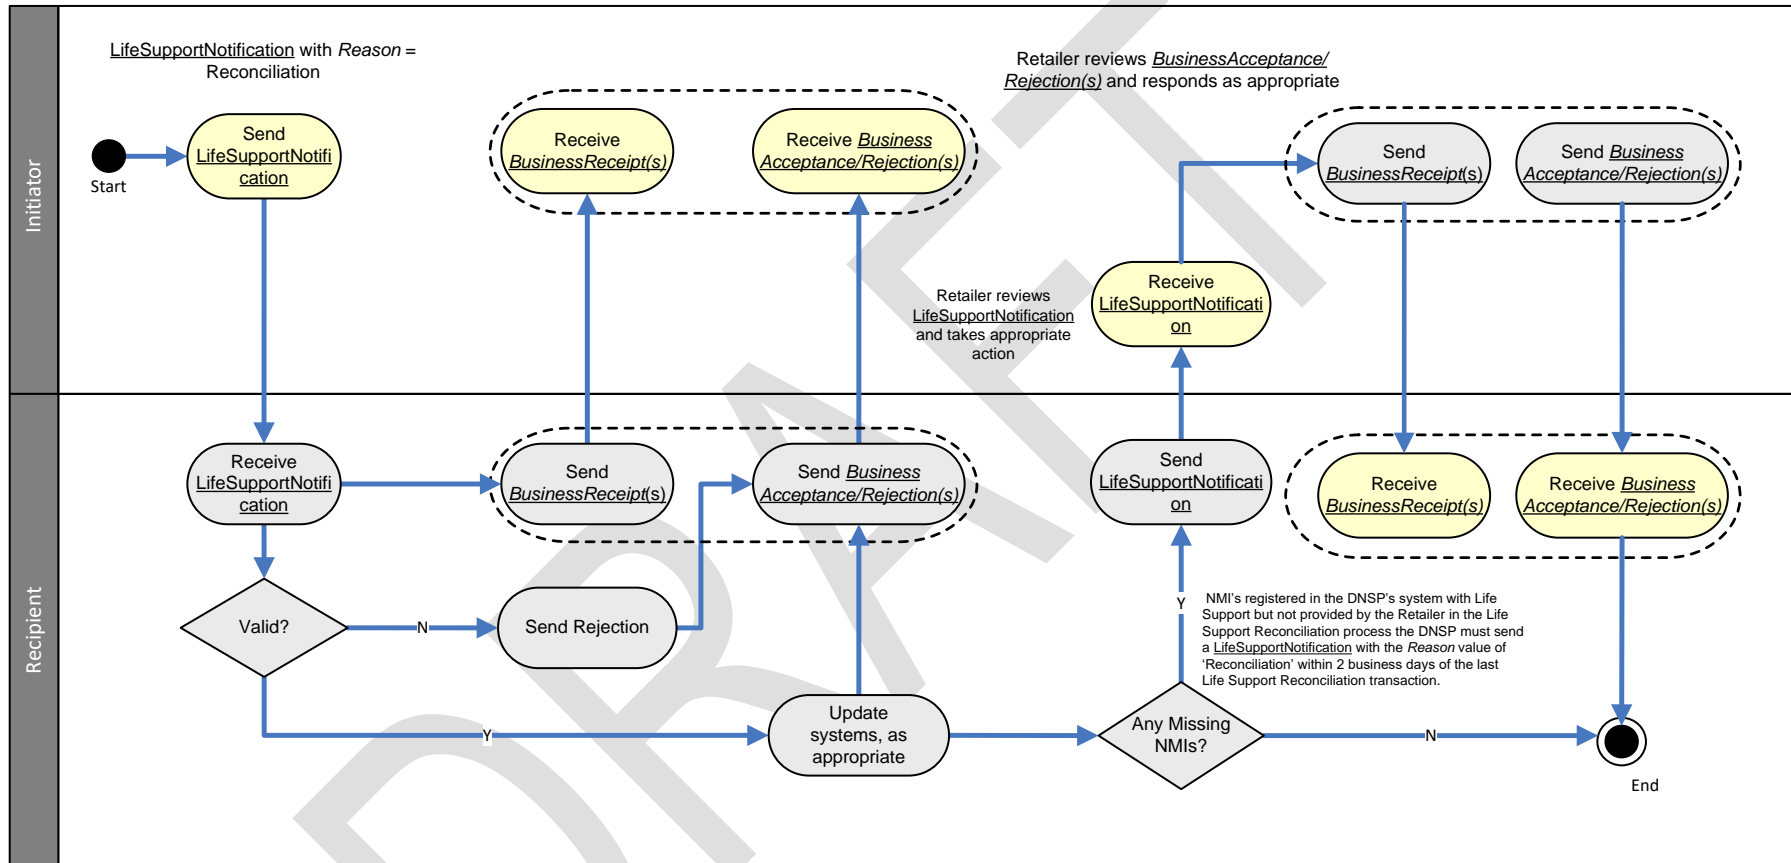 Initiator
LifeSupportNotification with Reason =
Reconciliation
Start
Send
LifeSupportNotifi
cation
Receive
BusinessReceipt(s)
Receive Business
Acceptance/Rejection(s)
Retailer reviews BusinessAcceptance/
Rejection(s) and responds as appropriate
Send
BusinessReceipt(s)
Send Business
Acceptance/Rejection(s)
Retailer reviews
LifeSupportNotification
and takes appropriate
action
Receive
LifeSupportNotificati
on
Recipient
Receive
LifeSupportNotifi
cation
Send
BusinessReceipt(s)
Send Business
Acceptance/Rejection(s)
Send
LifeSupportNotificati
on
Receive
BusinessReceipt(s)
Receive Business
Acceptance/Rejection(s)
Valid?
N
Send Rejection
Y
Update
systems, as
appropriate
Any Missing
NMIs?
Y
NMI's registered in the DNSP's system with Life
Support but not provided by the Retailer in the Life
Support Reconciliation process the DNSP must send
a LifeSupportNotification with the Reason value of
‘Reconciliation’ within 2 business days of the last
Life Support Reconciliation transaction.
N
End
DRAFT